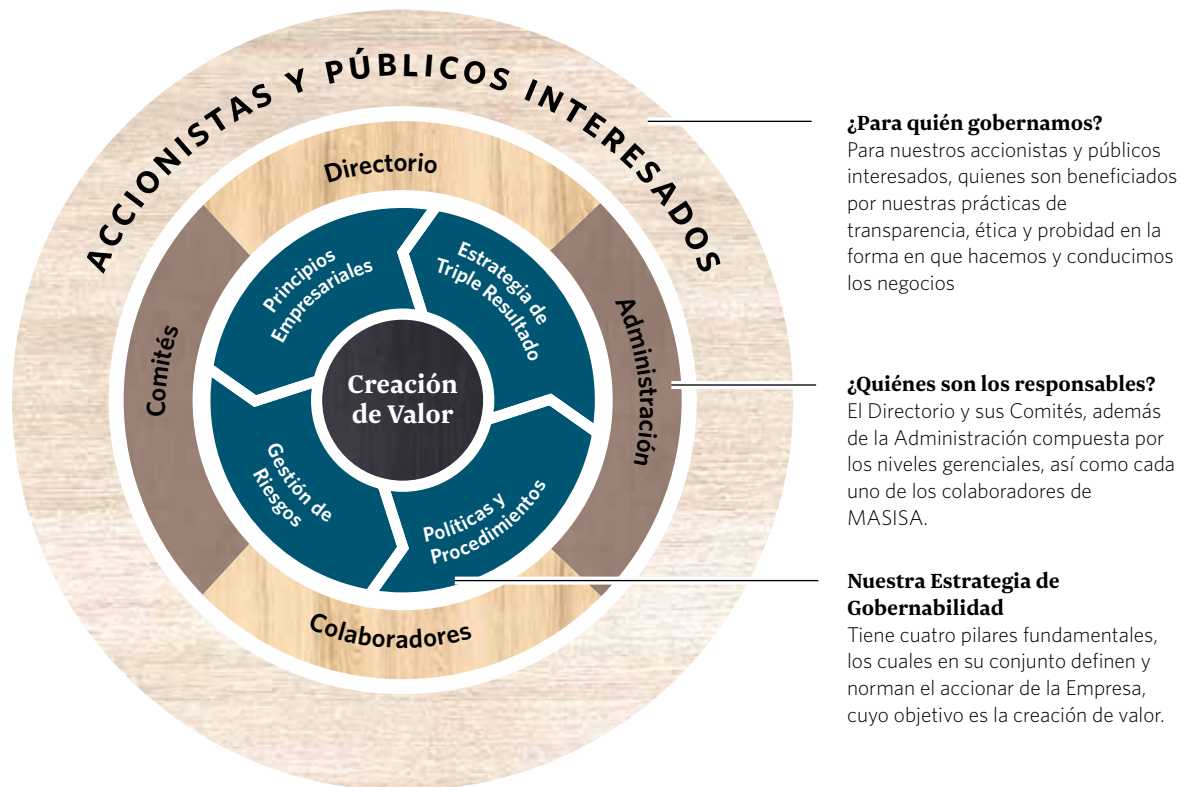 ACCIONISTAS Y PÚBLICOS INTERESADOS
Directorio
Comités
Administración
Colaboradores
Principios
Empresariales
Estrategia de
Triple Resultado
Gestión de
Riesgos
Políticas y
Procedimientos
Creación
de Valor
¿Para quién gobernamos?
Para nuestros accionistas y públicos
interesados, quienes son beneficiados
por nuestras prácticas de
transparencia, ética y probidad en la
forma en que hacemos y conducimos
los negocios
¿Quiénes son los responsables?
El Directorio y sus Comités, además
de la Administración compuesta por
los niveles gerenciales, así como cada
uno de los colaboradores de
MASISA.
Nuestra Estrategia de
Gobernabilidad
Tiene cuatro pilares fundamentales,
los cuales en su conjunto definen y
norman el accionar de la Empresa,
cuyo objetivo es la creación de valor.